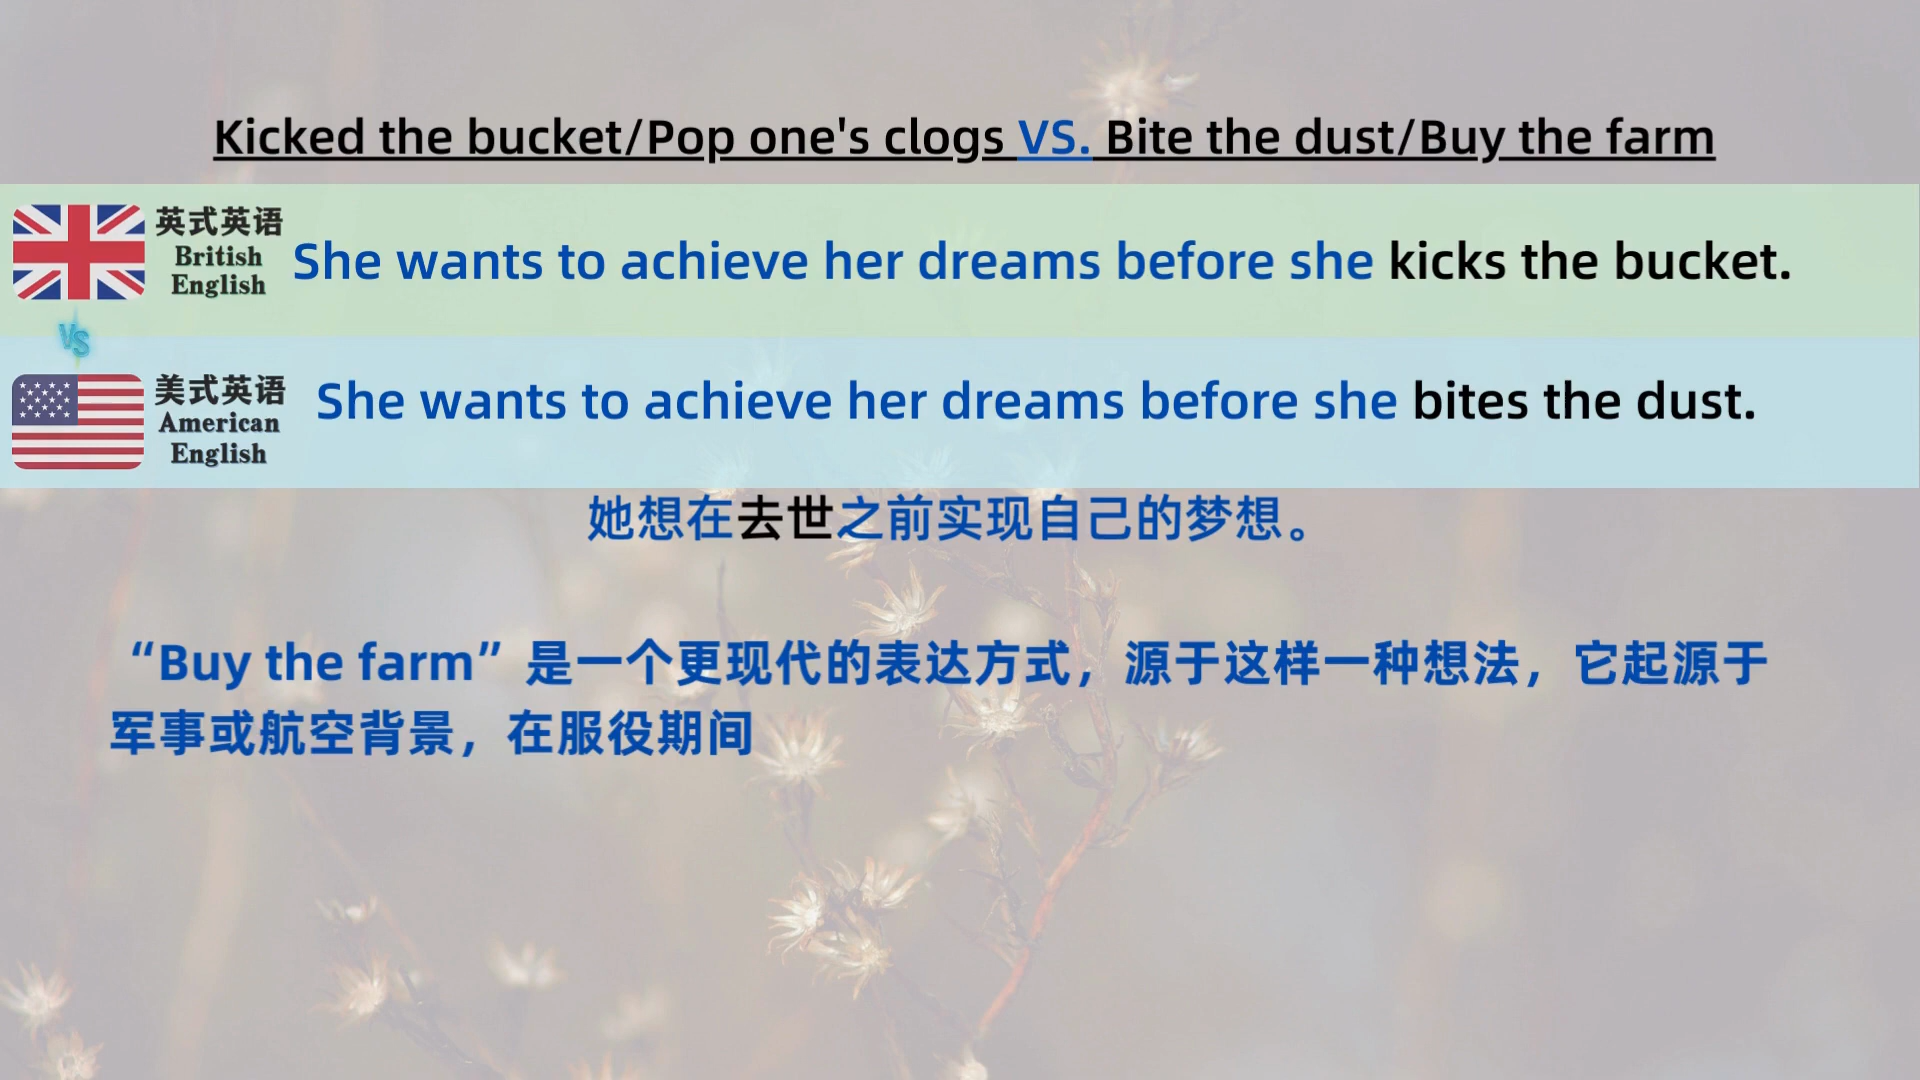 Kicked the bucket/Pop one's clogs VS. Bite the dust/Buy the farm
英式英语
British
English
She wants to achieve her dreams before she kicks the bucket.
VS
美式英语
American
English
She wants to achieve her dreams before she bites the dust.
她想在去世之前实现自己的梦想。
“Buy the farm”是一个更现代的表达方式，源于这样一种想法，它起源于
军事或航空背景，在服役期间